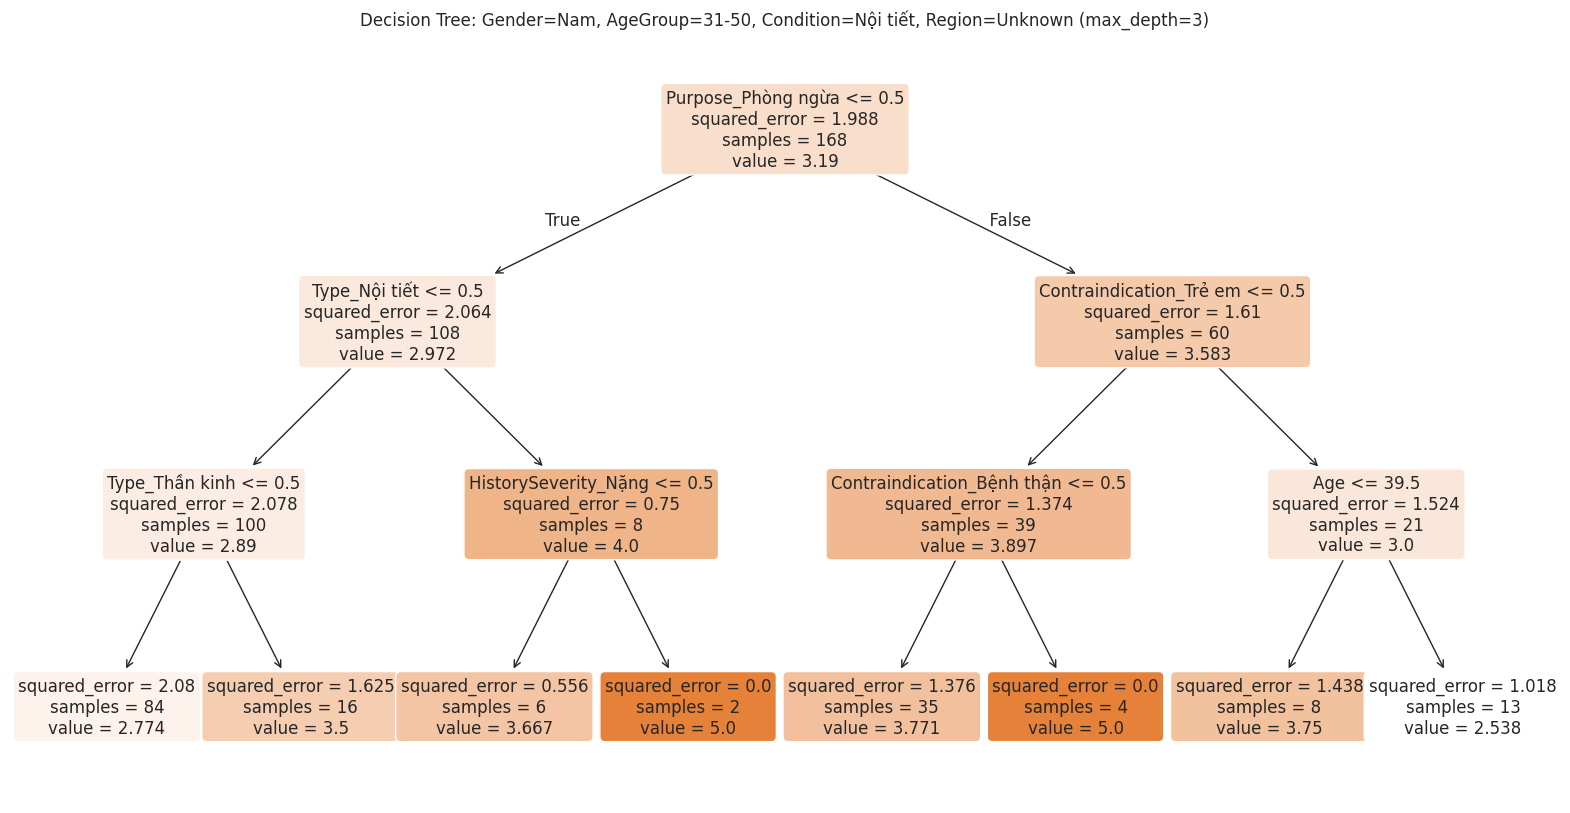 Decision Tree: Gender=Nam, AgeGroup=31-50, Condition=Nội tiết, Region=Unknown (max_depth=3)
Purpose_Phòng ngừa <= 0.5
squared_error = 1.988
samples = 168
value = 3.19
True
False
Type_Nội tiết <= 0.5
squared_error = 2.064
samples = 108
value = 2.972
Contraindication_Trẻ em <= 0.5
squared_error = 1.61
samples = 60
value = 3.583
Type_Thần kinh <= 0.5
squared_error = 2.078
samples = 100
value = 2.89
HistorySeverity_Nặng <= 0.5
squared_error = 0.75
samples = 8
value = 4.0
Contraindication_Bệnh thận <= 0.5
squared_error = 1.374
samples = 39
value = 3.897
Age <= 39.5
squared_error = 1.524
samples = 21
value = 3.0
squared_error = 2.08
samples = 84
value = 2.774
squared_error = 1.625
samples = 16
value = 3.5
squared_error = 0.556
samples = 6
value = 3.667
squared_error = 0.0
samples = 2
value = 5.0
squared_error = 1.376
samples = 35
value = 3.771
squared_error = 0.0
samples = 4
value = 5.0
squared_error = 1.438
samples = 8
value = 3.75
squared_error = 1.018
samples = 13
value = 2.538